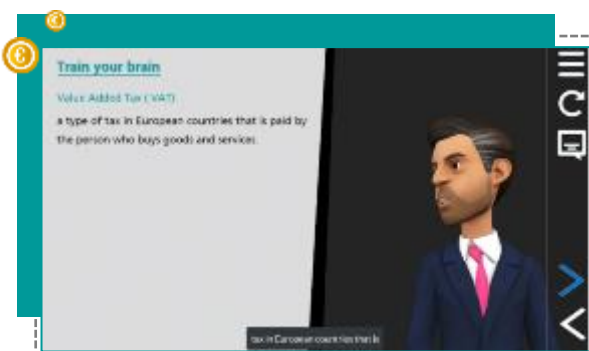 Train your brain
Value Added Tax ( VAT)
a type of tax in European countries that is paid by
the person who buys goods and services.
tax in European countries that is